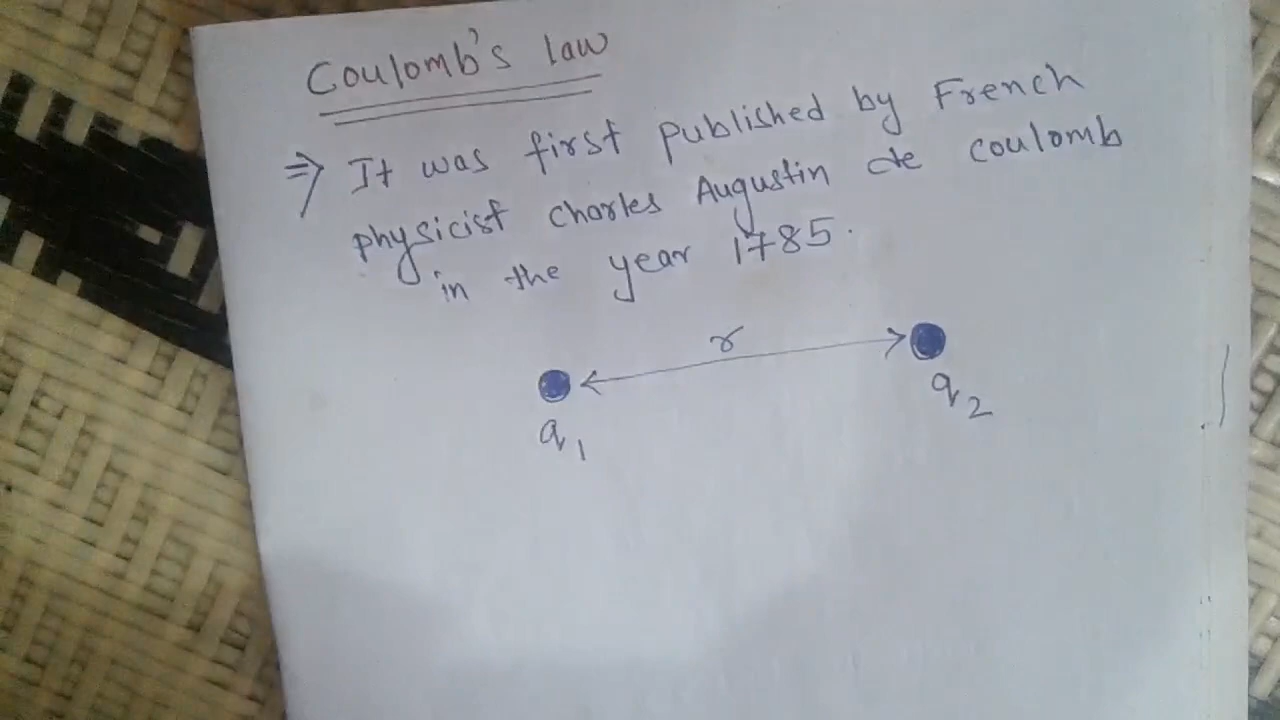 Coulomb's law
⇒ It was first published by French
physicist Charles Augustin de coulomb
in the year 1785.
r
q1
q2